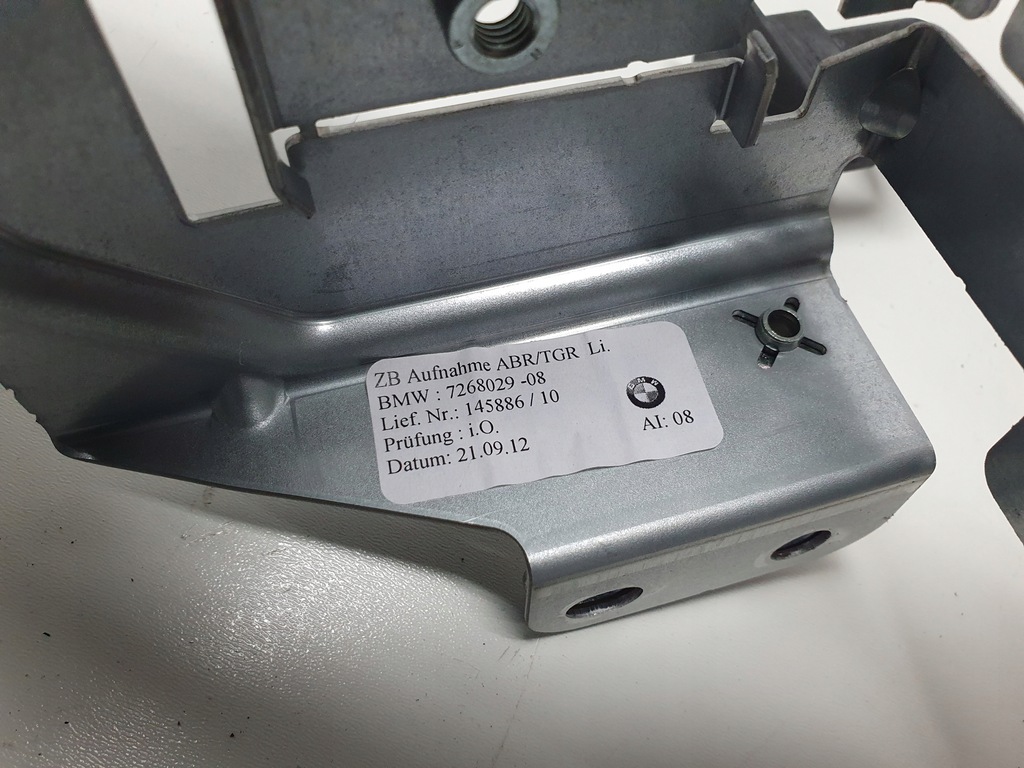 ZB Aufnahme ABR/TGR Li.
BMW : 7268029 -08
Lief. Nr.: 145886 / 10
Prüfung : i.O.
Datum: 21.09.12
BMW
AI: 08